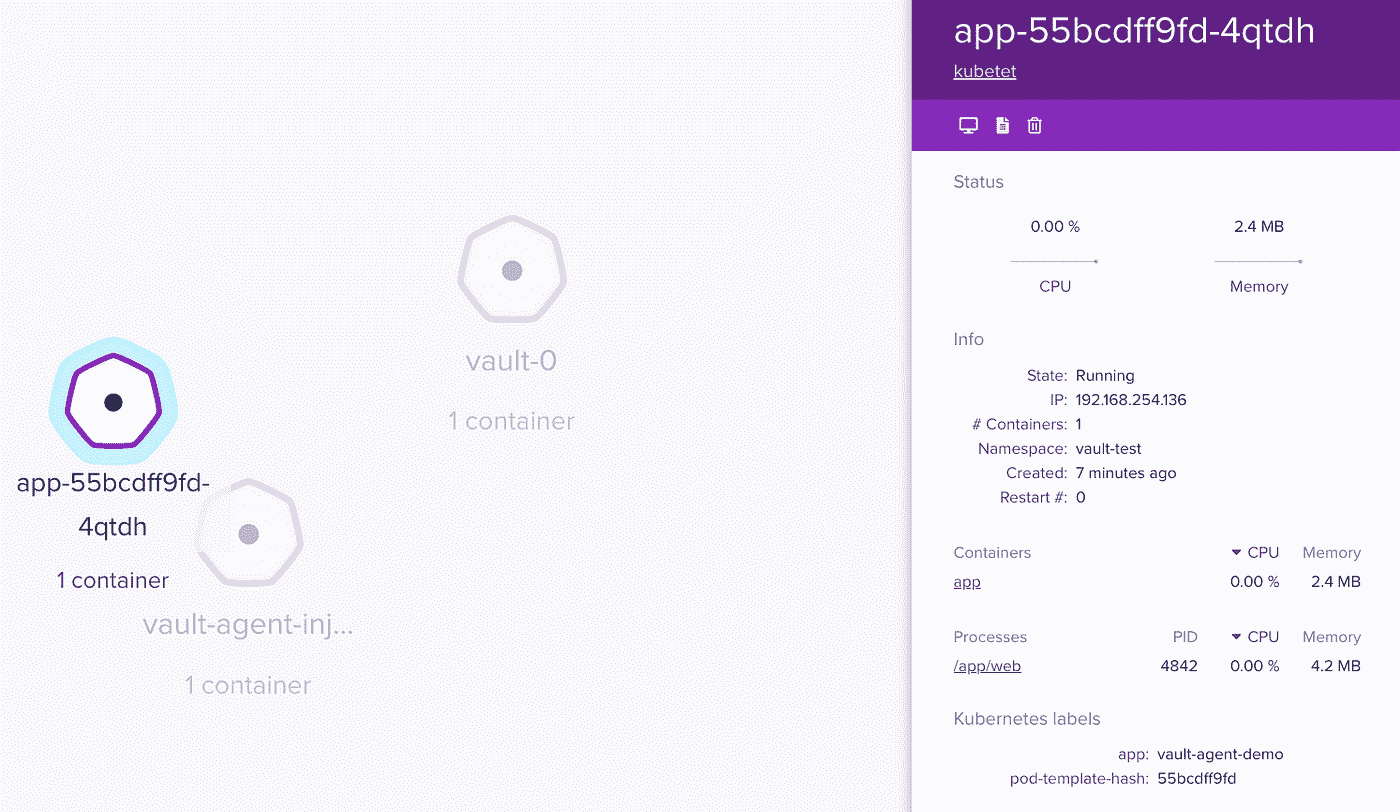 vault-0
1 container
app-55bcdff9fd-
4qtdh
1 container
vault-agent-inj...
1 container
app-55bcdff9fd-4qtdh
kubetet
Status
0.00 % 2.4 MB
CPU Memory
Info
State: Running
IP: 192.168.254.136
# Containers: 1
Namespace: vault-test
Created: 7 minutes ago
Restart #: 0
Containers CPU Memory
app 0.00 % 2.4 MB
Processes PID CPU Memory
/app/web 4842 0.00 % 4.2 MB
Kubernetes labels
app: vault-agent-demo
pod-template-hash: 55bcdff9fd